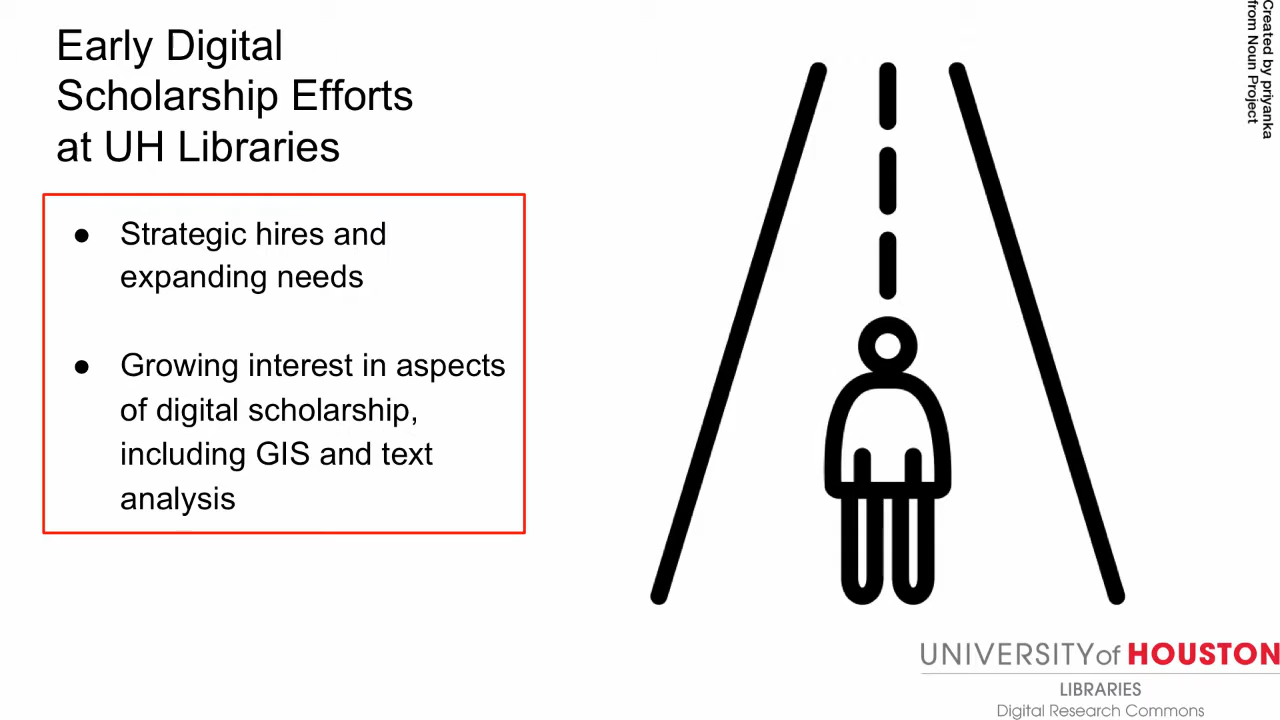 Early Digital
Scholarship Efforts
at UH Libraries
● Strategic hires and
expanding needs
● Growing interest in aspects
of digital scholarship,
including GIS and text
analysis
Created by priyanka
from Noun Project
UNIVERSITY of HOUSTON
LIBRARIES
Digital Research Commons